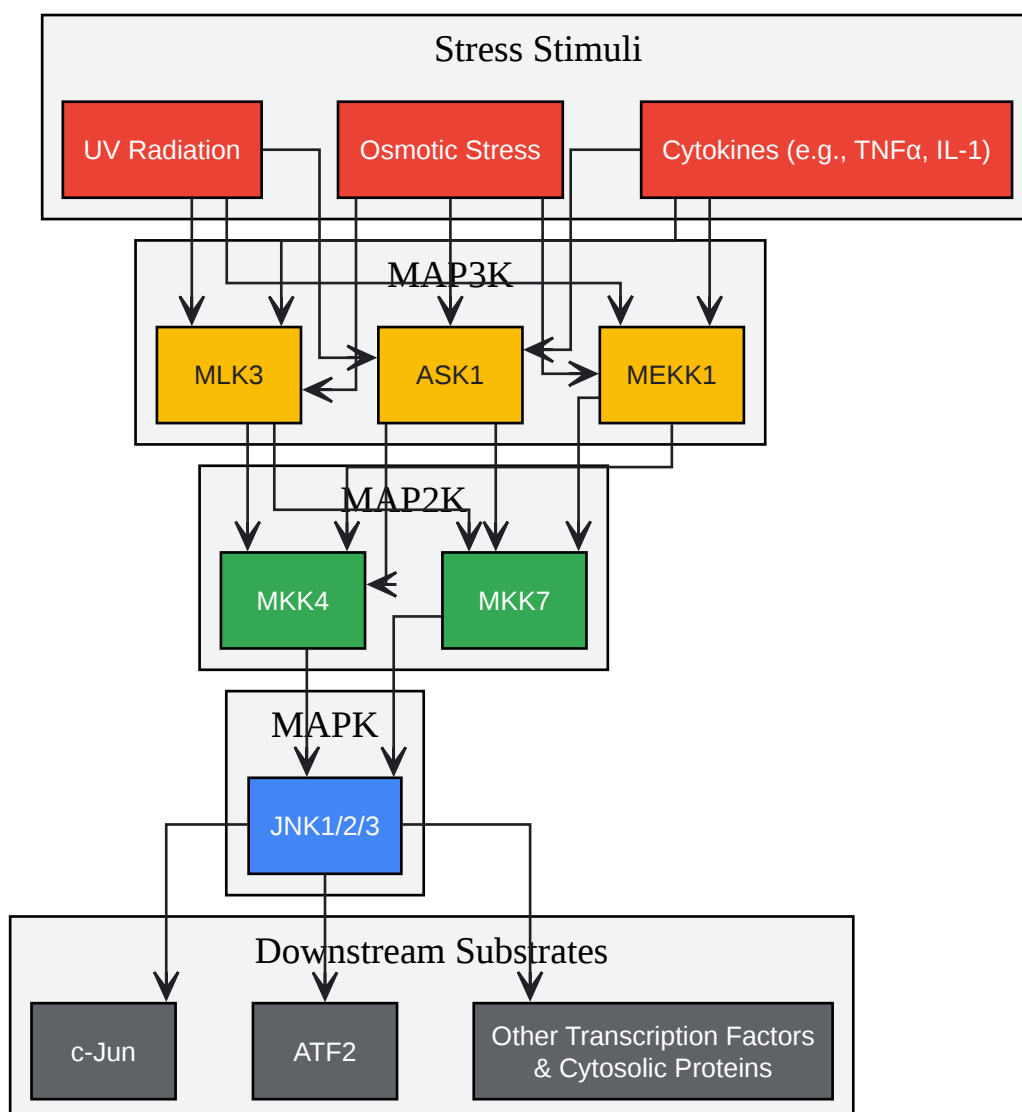 Stress Stimuli
UV Radiation
Osmotic Stress
Cytokines (e.g., TNFα, IL-1)
MAP3K
MLK3
ASK1
MEKK1
MAP2K
MKK4
MKK7
MAPK
JNK1/2/3
Downstream Substrates
c-Jun
ATF2
Other Transcription Factors
& Cytosolic Proteins